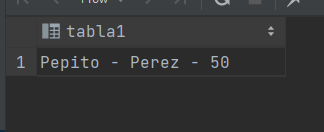 tabla1
1 Pepito - Perez - 50